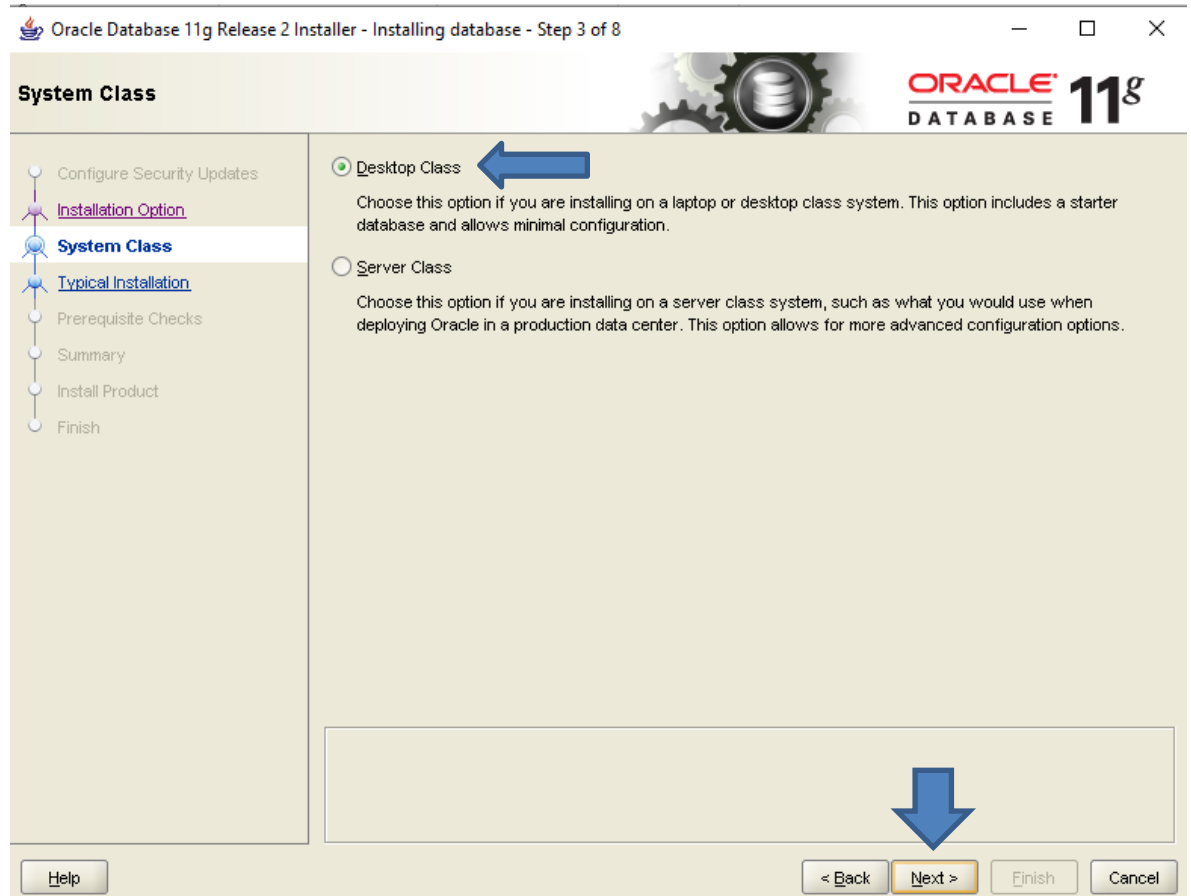 Oracle Database 11g Release 2 Installer - Installing database - Step 3 of 8
System Class
ORACLE
DATABASE
11g
Configure Security Updates
Installation Option
System Class
Typical Installation
Prerequisite Checks
Summary
Install Product
Finish
Desktop Class
Choose this option if you are installing on a laptop or desktop class system. This option includes a starter
database and allows minimal configuration.
Server Class
Choose this option if you are installing on a server class system, such as what you would use when
deploying Oracle in a production data center. This option allows for more advanced configuration options.
Help
< Back
Next >
Finish
Cancel